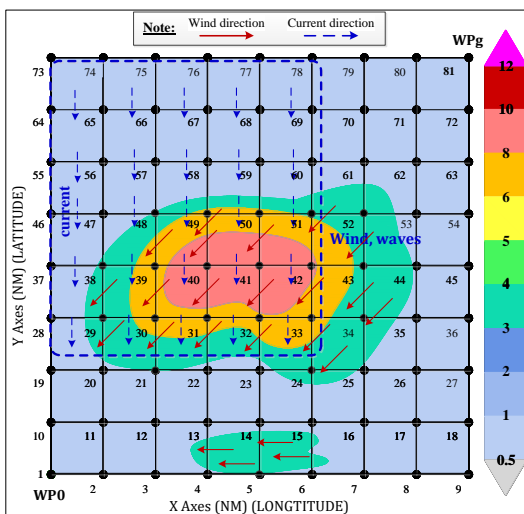 Note: Wind direction Current direction
WPg
73 74 75 76 77 78 79 80 81
64 65 66 67 68 69 70 71 72
55 56 57 58 59 60 61 62 63
46 47 48 49 50 51 52 53 54
37 38 39 40 41 42 43 44 45
28 29 30 31 32 33 34 35 36
19 20 21 22 23 24 25 26 27
10 11 12 13 14 15 16 17 18
1 2 3 4 5 6 7 8 9
WP0
X Axes (NM) (LONGTITUDE)
Y Axes (NM) (LATITUDE)
current
Wind, waves
12
10
8
6
5
4
2
1
0.5